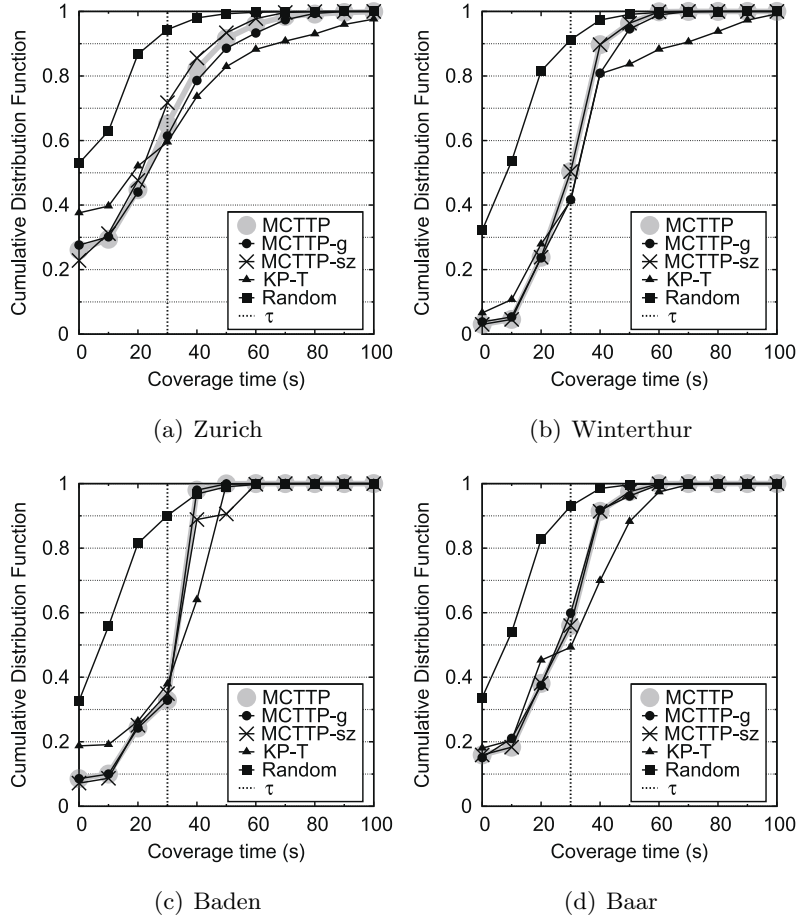 Cumulative Distribution Function
1
0.8
0.6
0.4
0.2
0
MCTTP
MCTTP-g
MCTTP-sz
KP-T
Random
τ
0 20 40 60 80 100
Coverage time (s)
(a) Zurich
Cumulative Distribution Function
1
0.8
0.6
0.4
0.2
0
MCTTP
MCTTP-g
MCTTP-sz
KP-T
Random
τ
0 20 40 60 80 100
Coverage time (s)
(b) Winterthur
Cumulative Distribution Function
1
0.8
0.6
0.4
0.2
0
MCTTP
MCTTP-g
MCTTP-sz
KP-T
Random
τ
0 20 40 60 80 100
Coverage time (s)
(c) Baden
Cumulative Distribution Function
1
0.8
0.6
0.4
0.2
0
MCTTP
MCTTP-g
MCTTP-sz
KP-T
Random
τ
0 20 40 60 80 100
Coverage time (s)
(d) Baar